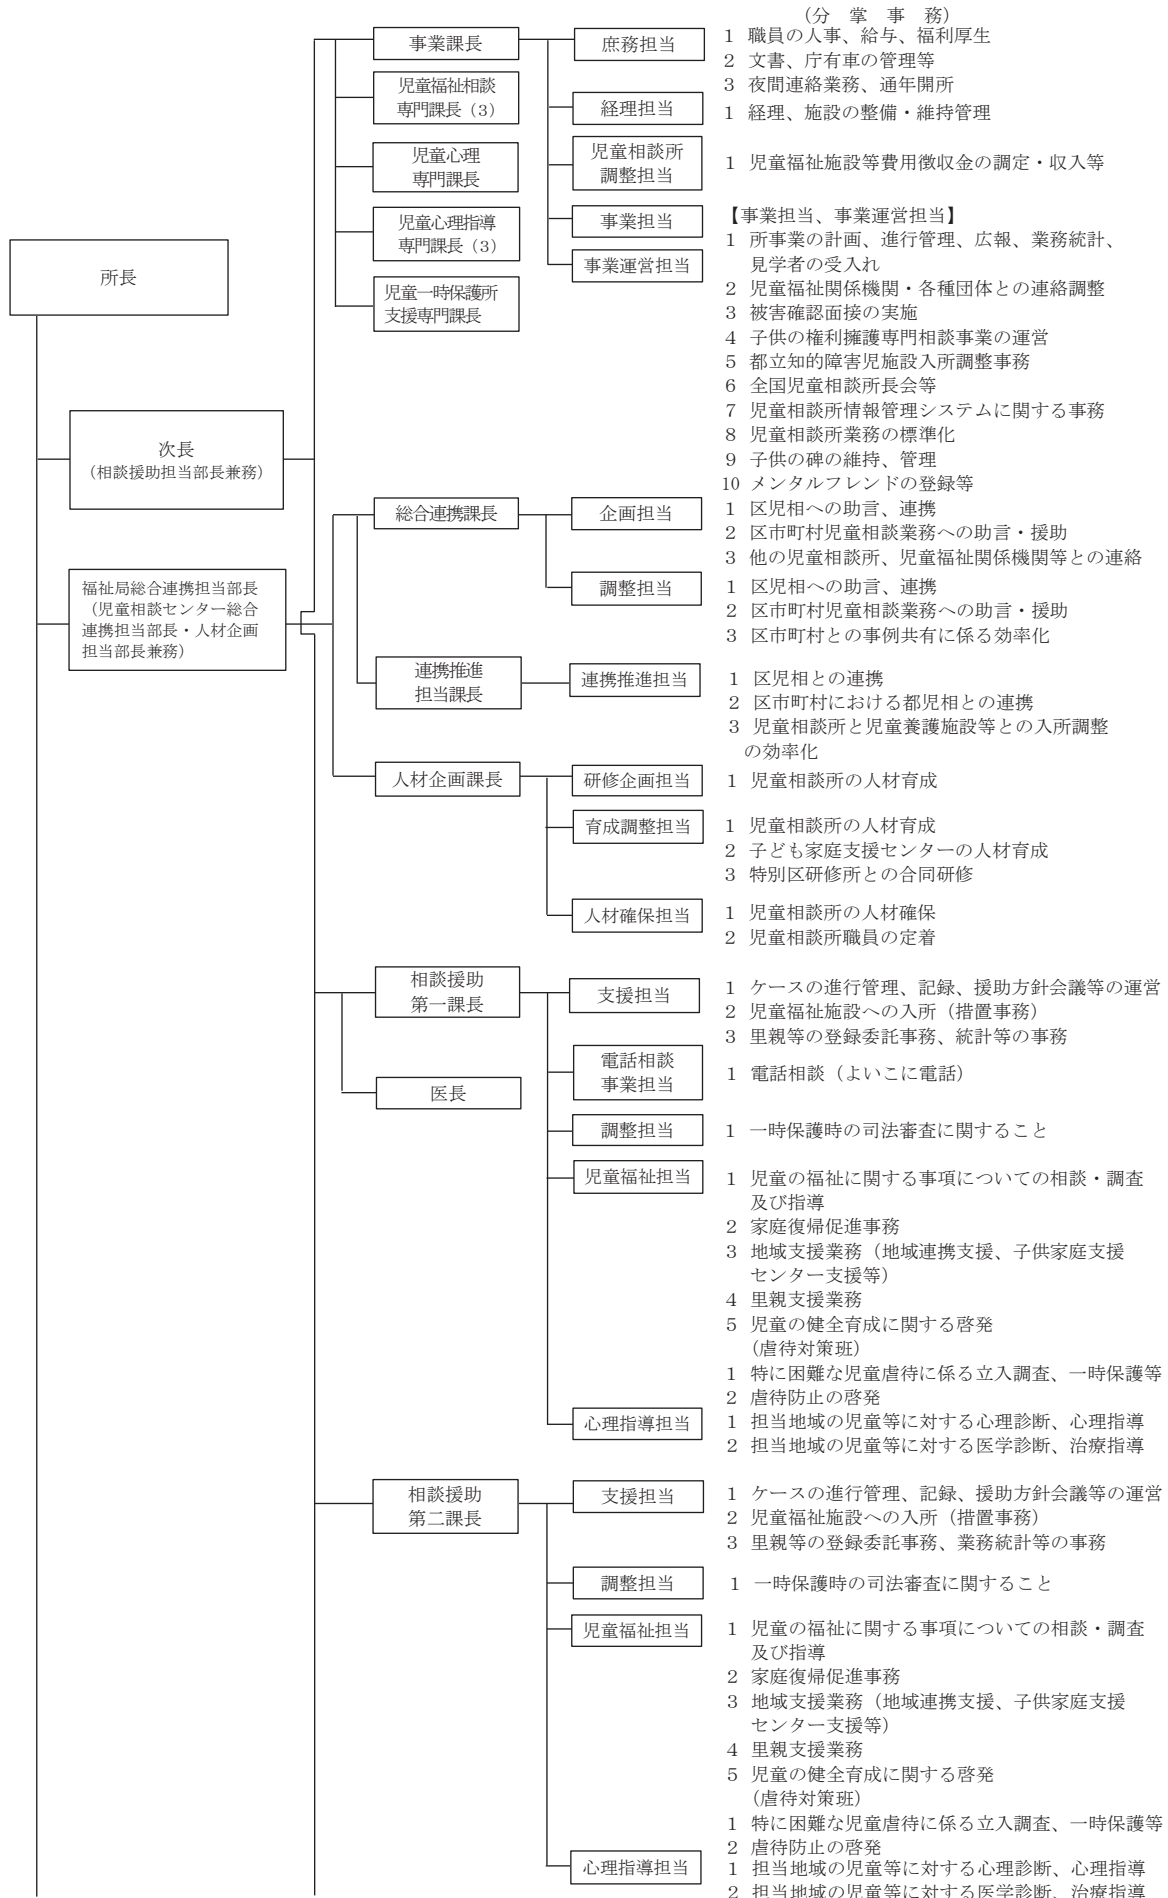 （分　掌　事　務）
所長
次長
（相談援助担当部長兼務）
福祉局総合連携担当部長
（児童相談センター総合
連携担当部長・人材企画
担当部長兼務）
事業課長
児童福祉相談
専門課長（3）
児童心理
専門課長
児童心理指導
専門課長（3）
児童一時保護所
支援専門課長
庶務担当
1 職員の人事、給与、福利厚生
2 文書、庁有車の管理等
3 夜間連絡業務、通年開所
経理担当
1 経理、施設の整備・維持管理
児童相談所
調整担当
1 児童福祉施設等費用徴収金の調定・収入等
事業担当
事業運営担当
【事業担当、事業運営担当】
1 所事業の計画、進行管理、広報、業務統計、
見学者の受入れ
2 児童福祉関係機関・各種団体との連絡調整
3 被害確認面接の実施
4 子供の権利擁護専門相談事業の運営
5 都立知的障害児施設入所調整事務
6 全国児童相談所長会等
7 児童相談所情報管理システムに関する事務
8 児童相談所業務の標準化
9 子供の碑の維持、管理
10 メンタルフレンドの登録等
総合連携課長
企画担当
1 区児相への助言、連携
2 区市町村児童相談業務への助言・援助
3 他の児童相談所、児童福祉関係機関等との連絡
調整担当
1 区児相への助言、連携
2 区市町村児童相談業務への助言・援助
3 区市町村との事例共有に係る効率化
連携推進
担当課長
連携推進担当
1 区児相との連携
2 区市町村における都児相との連携
3 児童相談所と児童養護施設等との入所調整
の効率化
人材企画課長
研修企画担当
1 児童相談所の人材育成
育成調整担当
1 児童相談所の人材育成
2 子ども家庭支援センターの人材育成
3 特別区研修所との合同研修
人材確保担当
1 児童相談所の人材確保
2 児童相談所職員の定着
相談援助
第一課長
医長
支援担当
1 ケースの進行管理、記録、援助方針会議等の運営
2 児童福祉施設への入所（措置事務）
3 里親等の登録委託事務、統計等の事務
電話相談
事業担当
1 電話相談（よいこに電話）
調整担当
1 一時保護時の司法審査に関すること
児童福祉担当
1 児童の福祉に関する事項についての相談・調査
及び指導
2 家庭復帰促進事務
3 地域支援業務（地域連携支援、子供家庭支援
センター支援等）
4 里親支援業務
5 児童の健全育成に関する啓発
（虐待対策班）
1 特に困難な児童虐待に係る立入調査、一時保護等
2 虐待防止の啓発
心理指導担当
1 担当地域の児童等に対する心理診断、心理指導
2 担当地域の児童等に対する医学診断、治療指導
相談援助
第二課長
支援担当
1 ケースの進行管理、記録、援助方針会議等の運営
2 児童福祉施設への入所（措置事務）
3 里親等の登録委託事務、業務統計等の事務
調整担当
1 一時保護時の司法審査に関すること
児童福祉担当
1 児童の福祉に関する事項についての相談・調査
及び指導
2 家庭復帰促進事務
3 地域支援業務（地域連携支援、子供家庭支援
センター支援等）
4 里親支援業務
5 児童の健全育成に関する啓発
（虐待対策班）
1 特に困難な児童虐待に係る立入調査、一時保護等
2 虐待防止の啓発
心理指導担当
1 担当地域の児童等に対する心理診断、心理指導
2 担当地域の児童等に対する医学診断、治療指導